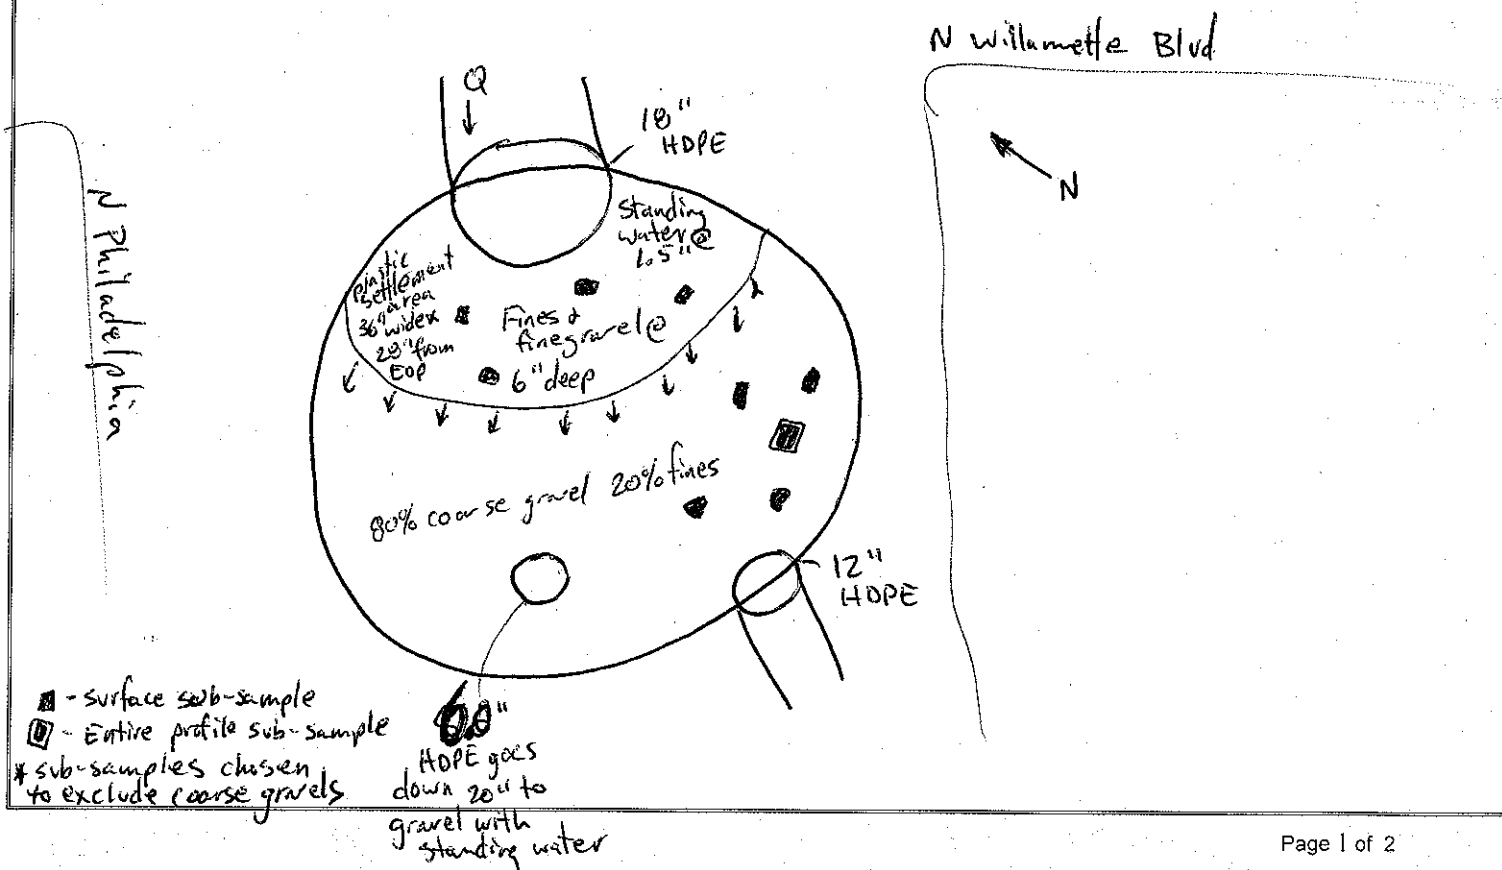 N Willamette Blvd
Q
18"
HDPE
N
N Philadelphia
Standing
water @
1.5"
plastic
settlement
area
36" wide x
28" from
EOP
Fines &
fine gravel @
6" deep
80% coarse gravel 20% fines
12"
HDPE
- surface sub-sample
- Entire profile sub-sample
* sub-samples chosen
to exclude coarse gravels
6.0"
HDPE goes
down 20" to
gravel with
standing water
Page 1 of 2